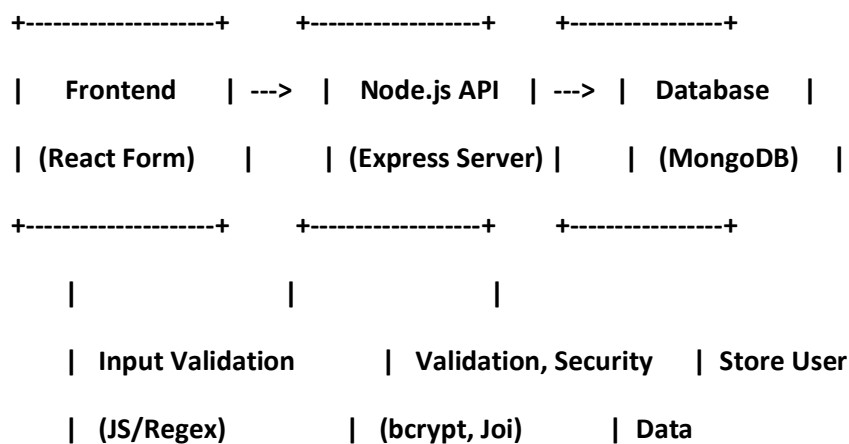 +---------------------+ +-------------------+ +-----------------+
| Frontend | ---> | Node.js API | ---> | Database |
| (React Form) | | (Express Server) | | (MongoDB) |
+---------------------+ +-------------------+ +-----------------+
| | |
| Input Validation | Validation, Security | Store User
| (JS/Regex) | (bcrypt, Joi) | Data